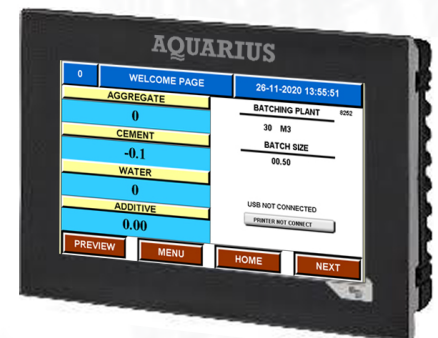 AQUARIUS
0 WELCOME PAGE 26-11-2020 13:55:51
AGGREGATE
0
CEMENT
-0.1
WATER
0
ADDITIVE
0.00
BATCHING PLANT 8252
30 M3
BATCH SIZE
00.50
USB NOT CONNECTED
PRINTER NOT CONNECT
PREVIEW MENU HOME NEXT